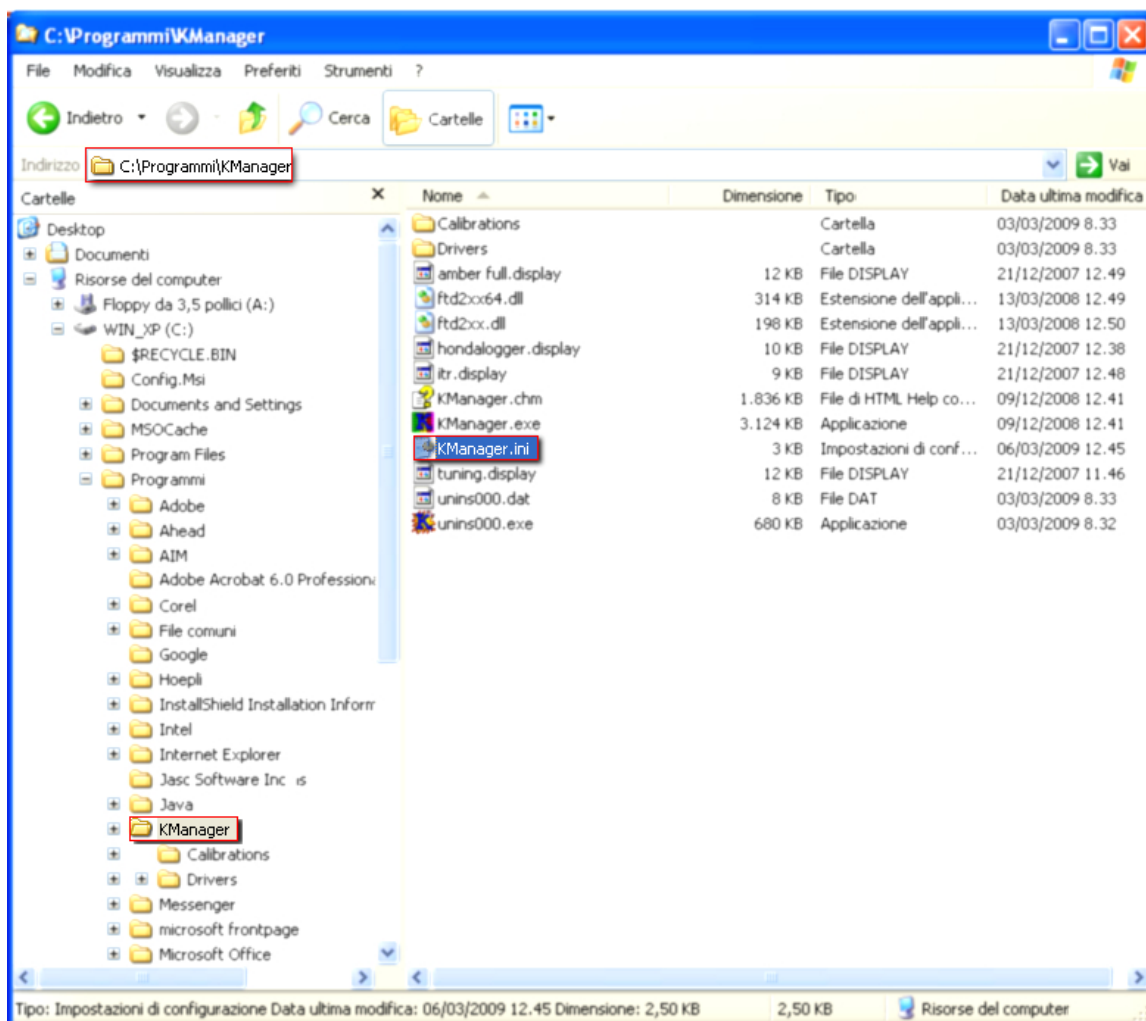 C:\Programmi\KManager
File Modifica Visualizza Preferiti Strumenti ?
Indietro Cerca Cartelle
Indirizzo C:\Programmi\KManager Vai
Cartelle
Desktop
Documenti
Risorse del computer
Floppy da 3,5 pollici (A:)
WIN_XP (C:)
$RECYCLE.BIN
Config.Msi
Documents and Settings
MSOCache
Program Files
Programmi
Adobe
Ahead
AIM
Adobe Acrobat 6.0 Profession
Corel
File comuni
Google
Hoepli
InstallShield Installation Inform
Intel
Internet Explorer
Jasc Software Inc is
Java
KManager
Calibrations
Drivers
Messenger
microsoft frontpage
Microsoft Office
Nome Dimensione Tipo Data ultima modifica
Calibrations Cartella 03/03/2009 8.33
Drivers Cartella 03/03/2009 8.33
amber full.display 12 KB File DISPLAY 21/12/2007 12.49
ftd2xx64.dll 314 KB Estensione dell'appli... 13/03/2008 12.49
ftd2xx.dll 198 KB Estensione dell'appli... 13/03/2008 12.50
hondalogger.display 10 KB File DISPLAY 21/12/2007 12.38
itr.display 9 KB File DISPLAY 21/12/2007 12.48
KManager.chm 1.836 KB File di HTML Help co... 09/12/2008 12.41
KManager.exe 3.124 KB Applicazione 09/12/2008 12.41
KManager.ini 3 KB Impostazioni di conf... 06/03/2009 12.45
tuning.display 12 KB File DISPLAY 21/12/2007 11.46
unins000.dat 8 KB File DAT 03/03/2009 8.33
unins000.exe 680 KB Applicazione 03/03/2009 8.32
Tipo: Impostazioni di configurazione Data ultima modifica: 06/03/2009 12.45 Dimensione: 2,50 KB 2,50 KB Risorse del computer